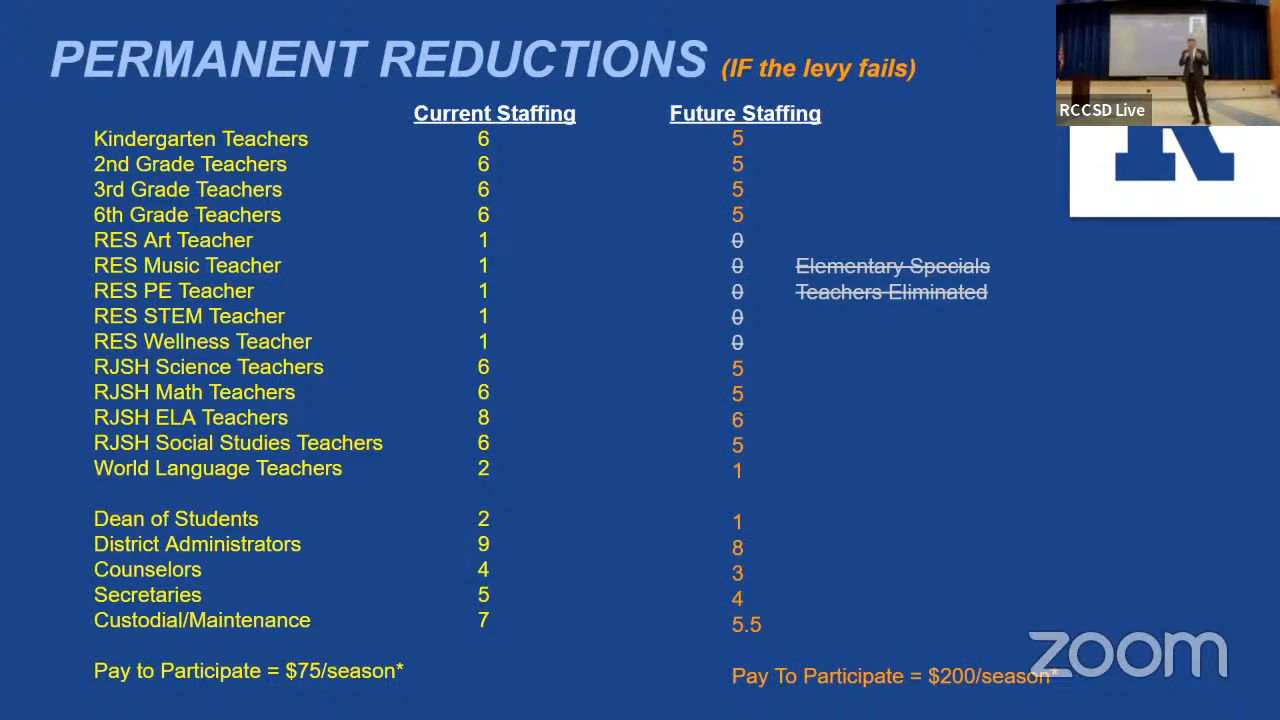 PERMANENT REDUCTIONS (IF the levy fails)
RCCSD Live
Current Staffing Future Staffing
Kindergarten Teachers 6 5
2nd Grade Teachers 6 5
3rd Grade Teachers 6 5
6th Grade Teachers 6 5
RES Art Teacher 1 0
RES Music Teacher 1 0 Elementary Specials
RES PE Teacher 1 0 Teachers Eliminated
RES STEM Teacher 1 0
RES Wellness Teacher 1 0
RJSH Science Teachers 6 5
RJSH Math Teachers 6 5
RJSH ELA Teachers 8 6
RJSH Social Studies Teachers 6 5
World Language Teachers 2 1
Dean of Students 2 1
District Administrators 9 8
Counselors 4 3
Secretaries 5 4
Custodial/Maintenance 7 5.5
Pay to Participate = $75/season* Pay To Participate = $200/season*
zoom